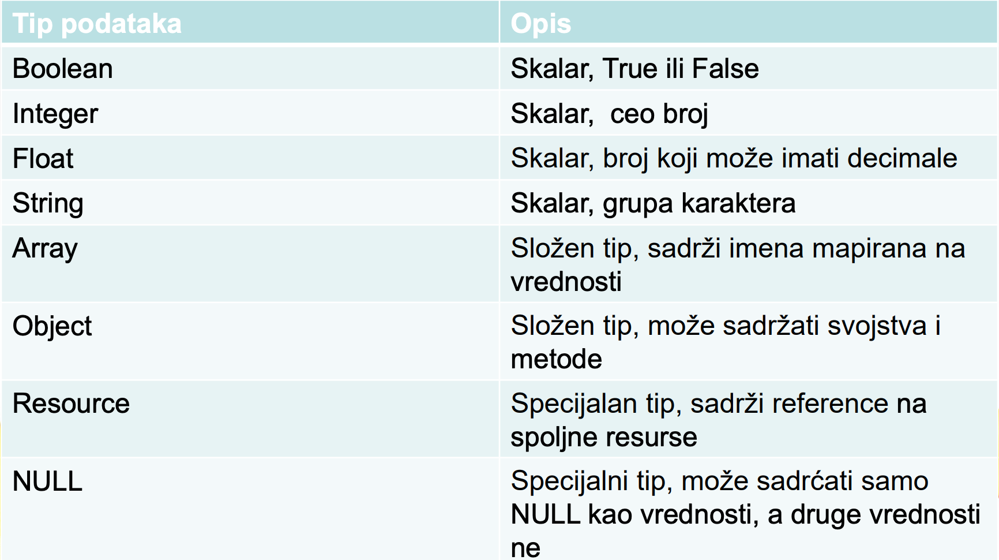 Tip podataka Opis
Boolean Skalar, True ili False
Integer Skalar,  ceo broj
Float Skalar, broj koji može imati decimale
String Skalar, grupa karaktera
Array Složen tip, sadrži imena mapirana na
vrednosti
Object Složen tip, može sadržati svojstva i
metode
Resource Specijalan tip, sadrži reference na
spoljne resurse
NULL Specijalni tip, može sadrćati samo
NULL kao vrednosti, a druge vrednosti
ne